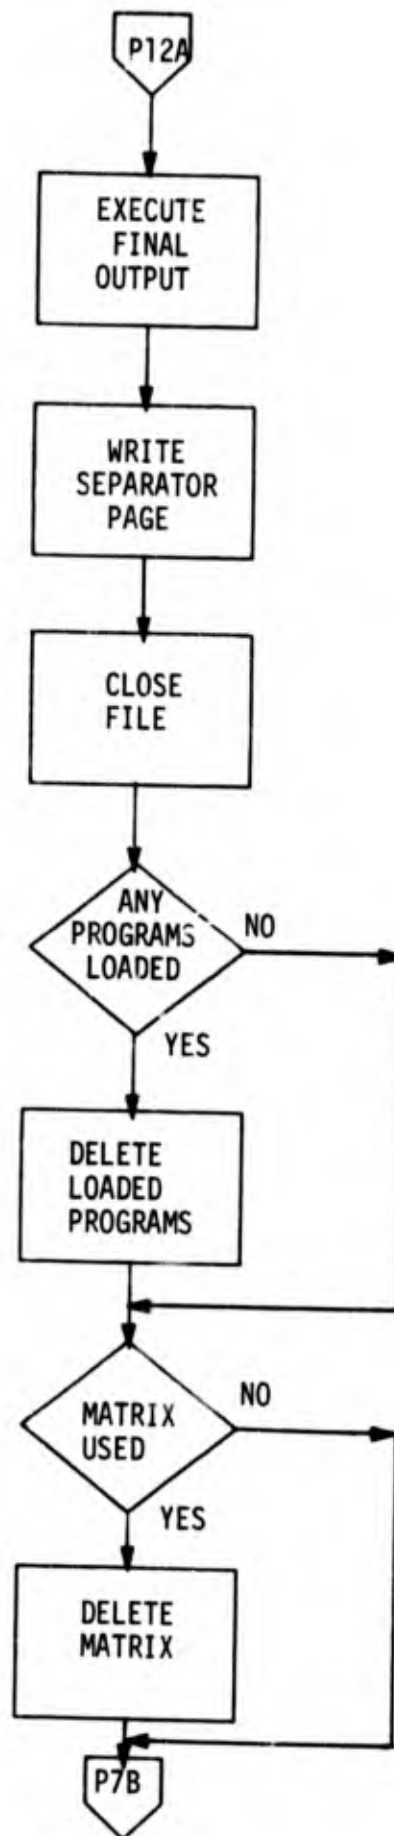 P12A
EXECUTE
FINAL
OUTPUT
WRITE
SEPARATOR
PAGE
CLOSE
FILE
ANY
PROGRAMS
LOADED
NO
YES
DELETE
LOADED
PROGRAMS
MATRIX
USED
NO
YES
DELETE
MATRIX
P7B